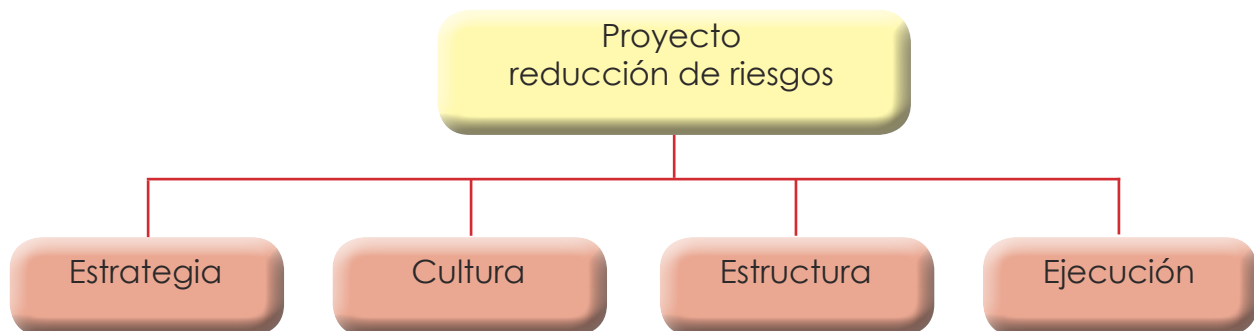 Proyecto
reducción de riesgos
Estrategia
Cultura
Estructura
Ejecución